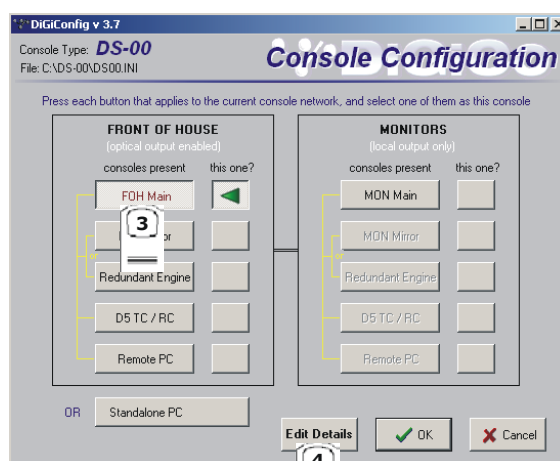 DiGiConfig v 3.7
Console Type: DS-00
File: C:\DS-00\DS00.INI
Console Configuration
Press each button that applies to the current console network, and select one of them as this console
FRONT OF HOUSE
(optical output enabled)
consoles present this one?
FOH Main
3
or
Redundant Engine
D5 TC / RC
Remote PC
MONITORS
(local output only)
consoles present this one?
MON Main
MON Mirror
or
Redundant Engine
D5 TC / RC
Remote PC
OR Standalone PC
Edit Details
OK
Cancel
4